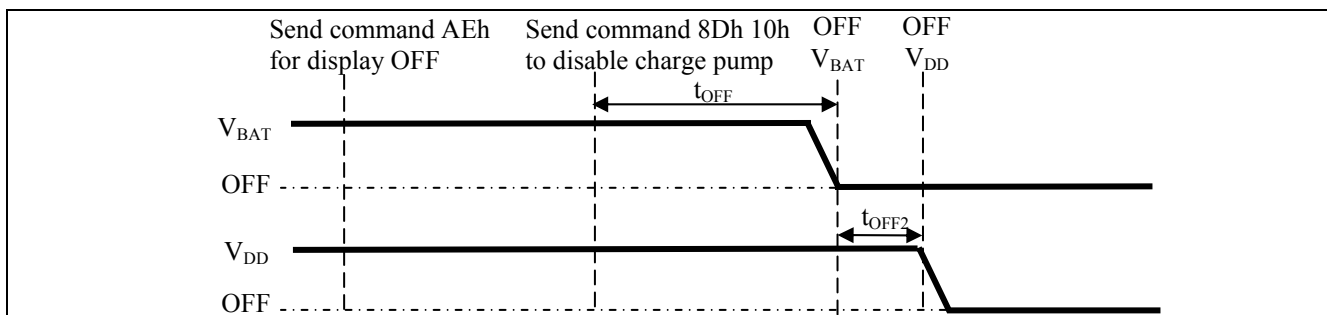 Send command AEh
for display OFF
Send command 8Dh 10h
to disable charge pump
OFF
VBAT
OFF
VDD
tOFF
VBAT
OFF
tOFF2
VDD
OFF